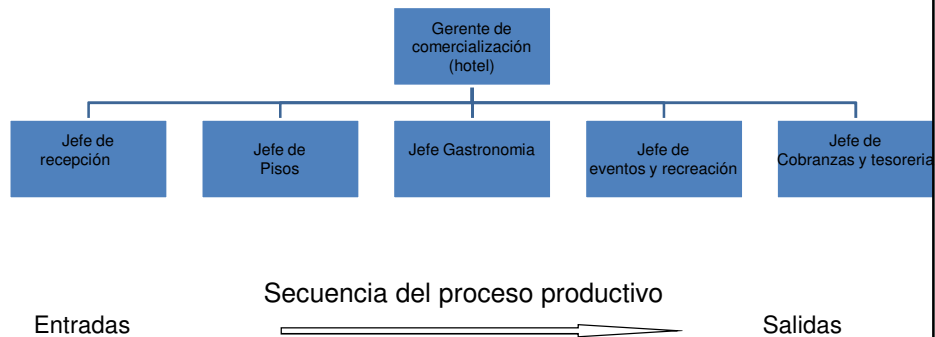 Gerente de
comercialización
(hotel)
Jefe de
recepción
Jefe de
Pisos
Jefe Gastronomia
Jefe de
eventos y recreación
Jefe de
Cobranzas y tesoreria
Secuencia del proceso productivo
Entradas
Salidas